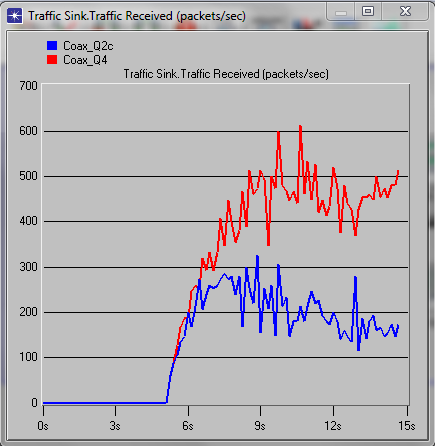 Traffic Sink.Traffic Received (packets/sec)
Coax_Q2c
Coax_Q4
Traffic Sink.Traffic Received (packets/sec)
700
600
500
400
300
200
100
0
0s 3s 6s 9s 12s 15s